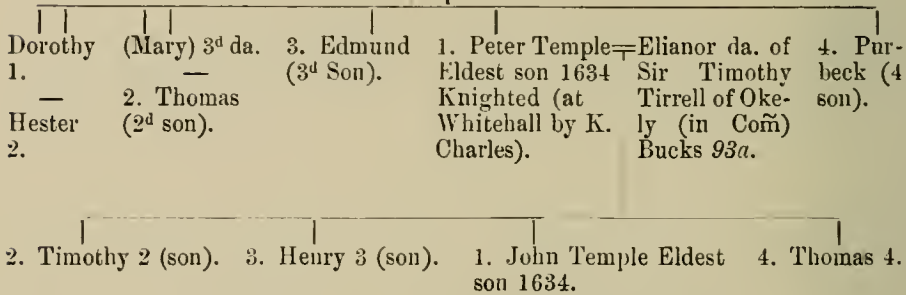 Dorothy
1.
—
Hester
2.
(Mary) 3ᵈ da.
—
2. Thomas
(2ᵈ son).
3. Edmund
(3ᵈ Son).
1. Peter Temple=
Eldest son 1634
Knighted (at
Whitehall by K.
Charles).
Elianor da. of
Sir Timothy
Tirrell of Oke-
ly (in Com̃)
Bucks 93a.
4. Pur-
beck (4
son).
2. Timothy 2 (son).
3. Henry 3 (son).
1. John Temple Eldest
son 1634.
4. Thomas 4.